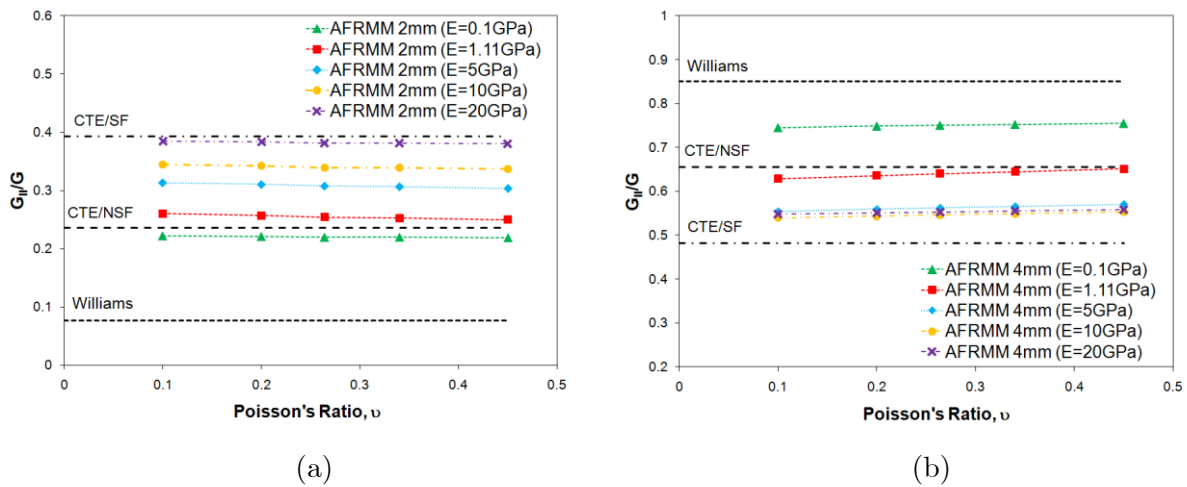 0.6
0.5
0.4
0.3
0.2
0.1
0
G_II/G
AFRMM 2mm (E=0.1GPa)
AFRMM 2mm (E=1.11GPa)
AFRMM 2mm (E=5GPa)
AFRMM 2mm (E=10GPa)
AFRMM 2mm (E=20GPa)
CTE/SF
CTE/NSF
Williams
0 0.1 0.2 0.3 0.4 0.5
Poisson's Ratio, υ
(a)
1
0.9
0.8
0.7
0.6
0.5
0.4
0.3
0.2
G_II/G
Williams
CTE/NSF
CTE/SF
AFRMM 4mm (E=0.1GPa)
AFRMM 4mm (E=1.11GPa)
AFRMM 4mm (E=5GPa)
AFRMM 4mm (E=10GPa)
AFRMM 4mm (E=20GPa)
0 0.1 0.2 0.3 0.4 0.5
Poisson's Ratio, υ
(b)